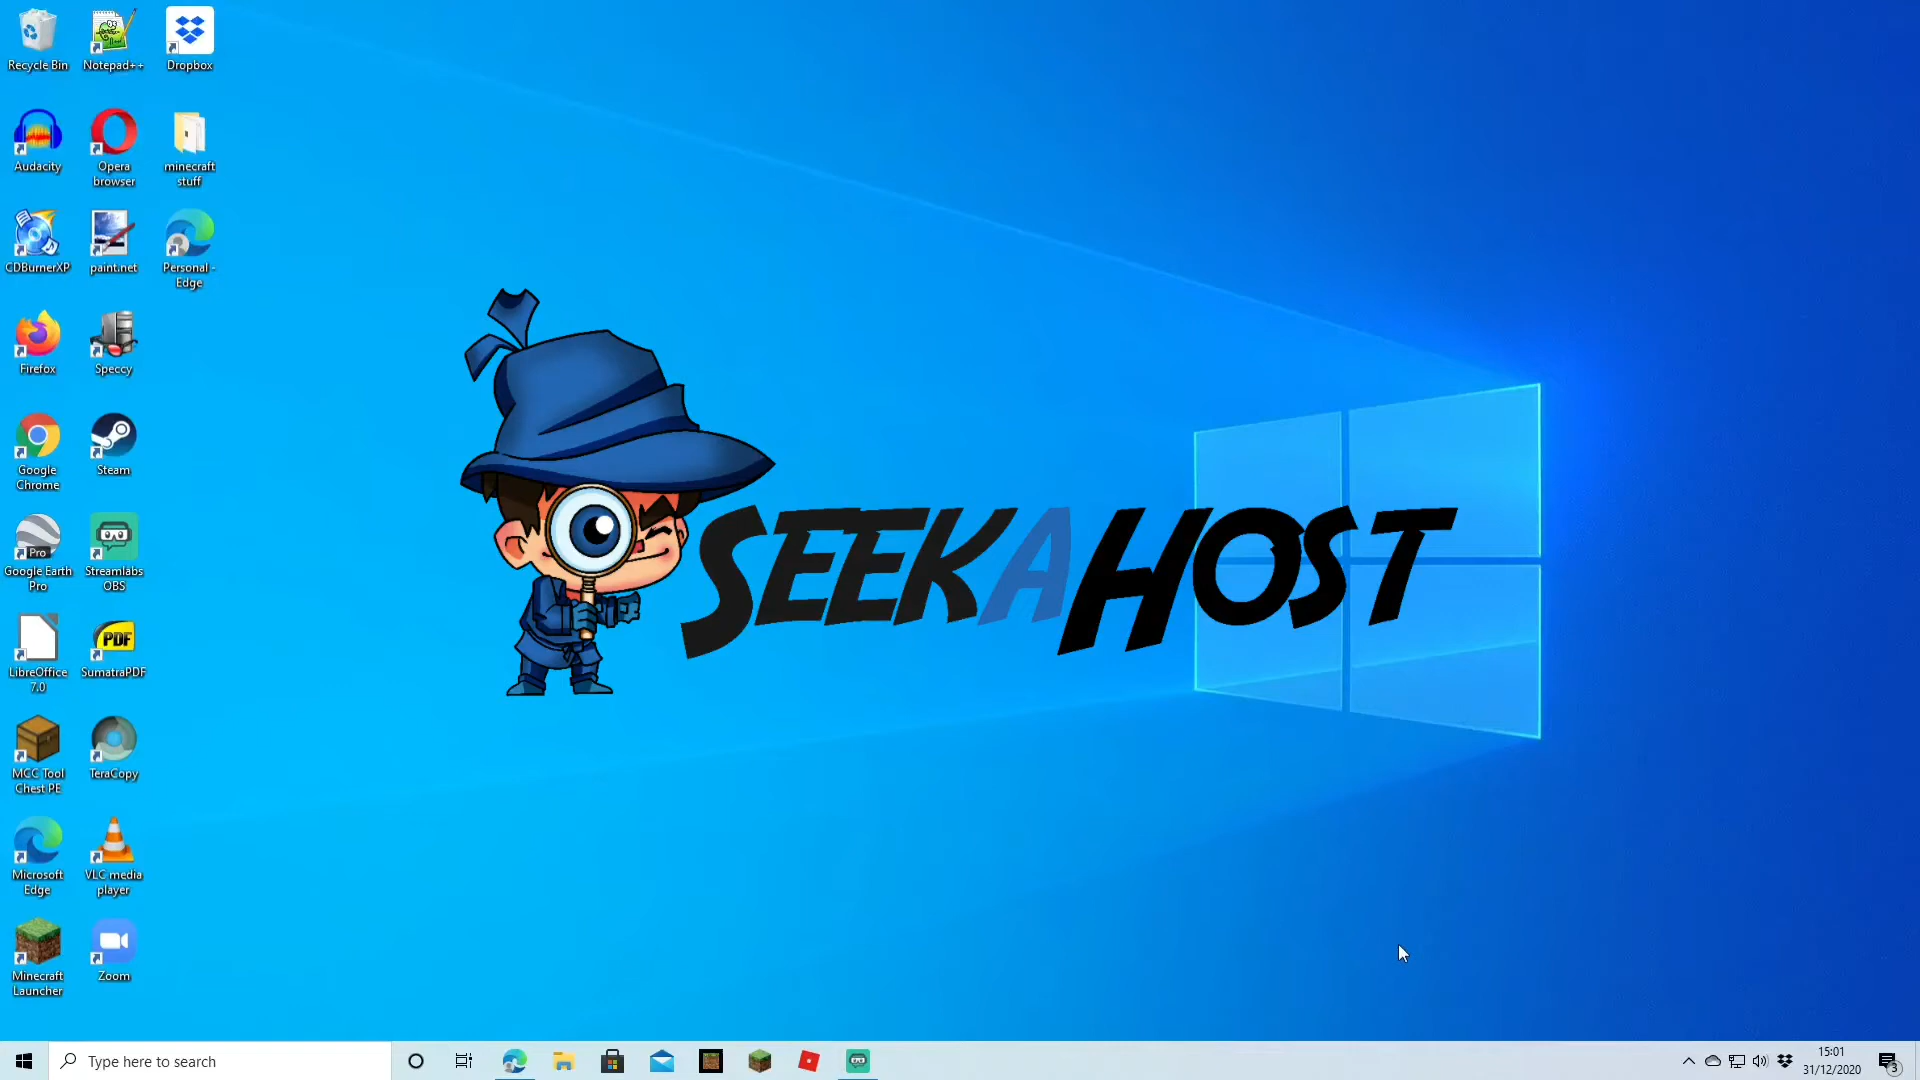 Recycle Bin
Notepad++
Dropbox
Audacity
Opera
browser
minecraft
stuff
CDBurnerXP
paint.net
Personal -
Edge
Firefox
Speccy
Google
Chrome
Steam
Pro
Google Earth
Pro
Streamlabs
OBS
LibreOffice
7.0
PDF
SumatraPDF
MCC Tool
Chest PE
TeraCopy
Microsoft
Edge
VLC media
player
Minecraft
Launcher
Zoom
SEEKAHOST
Type here to search
15:01
31/12/2020
3